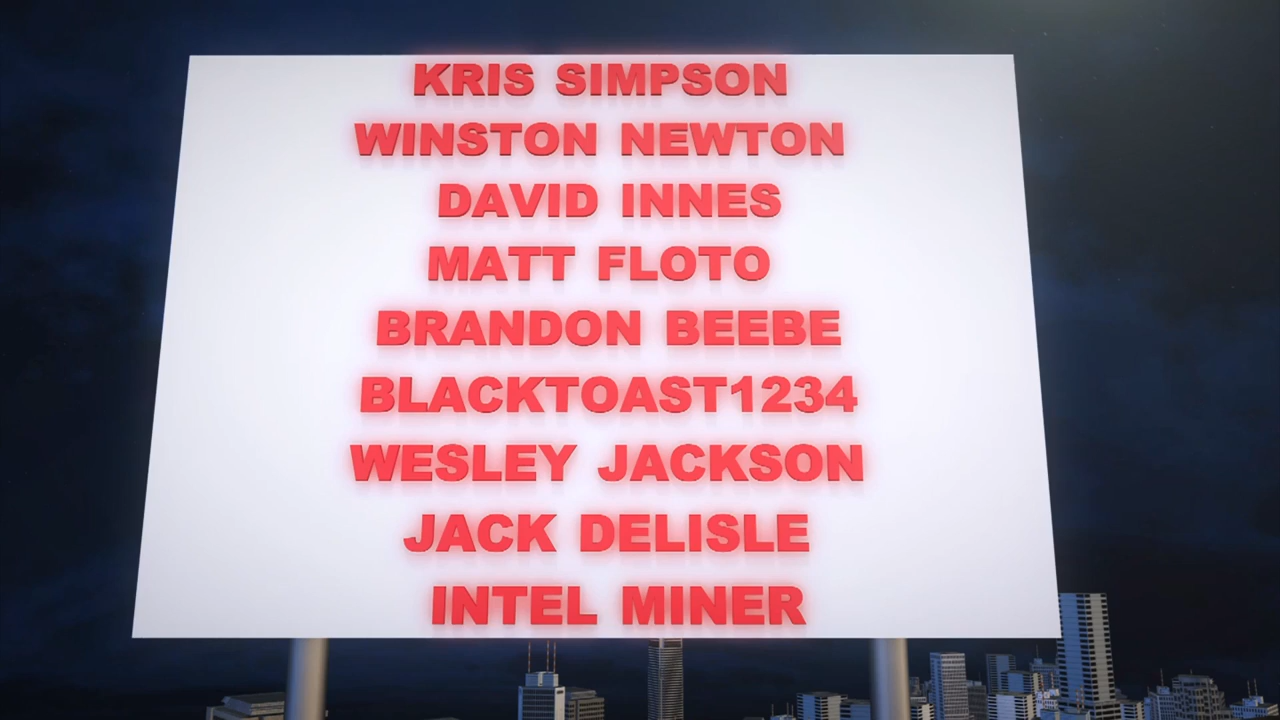 KRIS SIMPSON
WINSTON NEWTON
DAVID INNES
MATT FLOTO
BRANDON BEEBE
BLACKTOAST1234
WESLEY JACKSON
JACK DELISLE
INTEL MINER